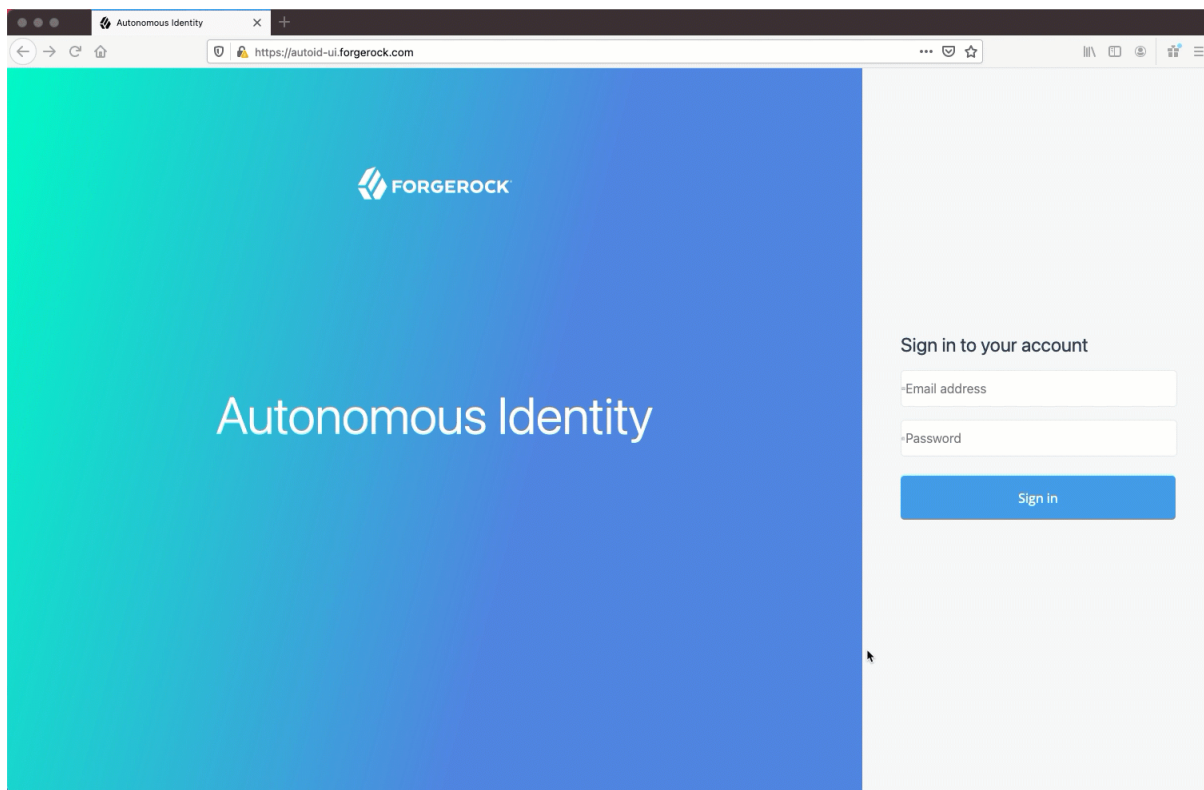 Autonomous Identity
https://autoid-ui.forgerock.com
FORGEROCK
Autonomous Identity
Sign in to your account
Email address
Password
Sign in